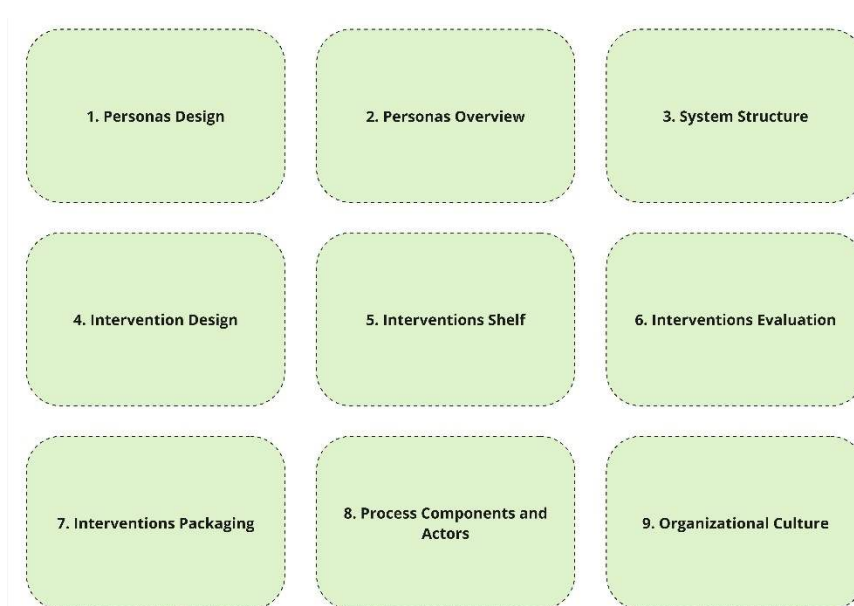 1. Personas Design
2. Personas Overview
3. System Structure
4. Intervention Design
5. Interventions Shelf
6. Interventions Evaluation
7. Interventions Packaging
8. Process Components and
Actors
9. Organizational Culture